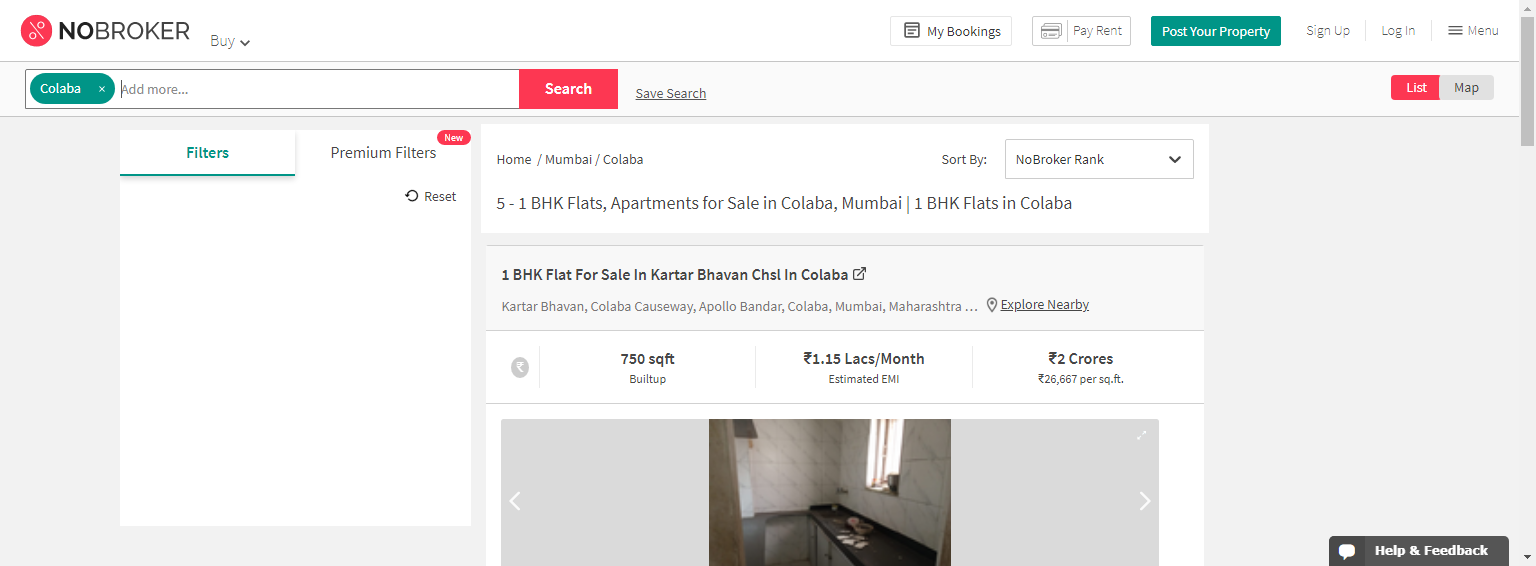 NOBROKER
Buy
My Bookings
Pay Rent
Post Your Property
Sign Up
Log In
Menu
Colaba ×
Add more...
Search
Save Search
List
Map
Filters
Premium Filters
New
Reset
Home / Mumbai / Colaba
Sort By:
NoBroker Rank
5 - 1 BHK Flats, Apartments for Sale in Colaba, Mumbai | 1 BHK Flats in Colaba
1 BHK Flat For Sale In Kartar Bhavan Chsl In Colaba
Kartar Bhavan, Colaba Causeway, Apollo Bandar, Colaba, Mumbai, Maharashtra ...
Explore Nearby
₹
750 sqft
Builtup
₹1.15 Lacs/Month
Estimated EMI
₹2 Crores
₹26,667 per sq.ft.
Help & Feedback